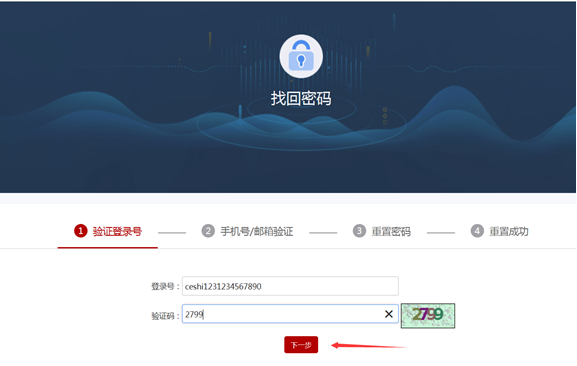 找回密码
1 验证登录号 2 手机号/邮箱验证 3 重置密码 4 重置成功
登录号： ceshi1231234567890
验证码： 2799 2799
下一步